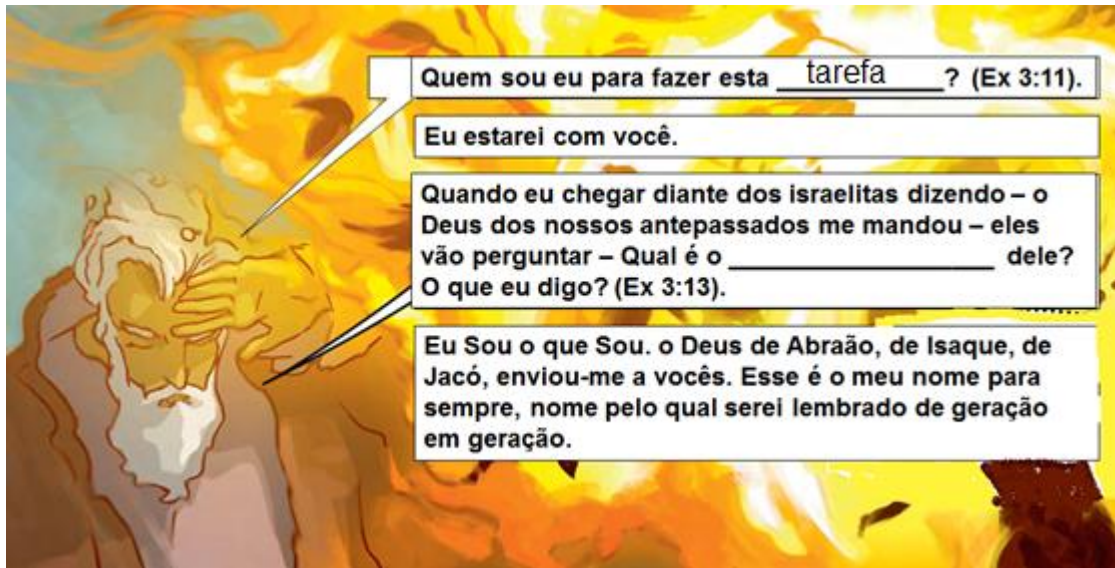 Quem sou eu para fazer esta tarefa? (Ex 3:11).
Eu estarei com você.
Quando eu chegar diante dos israelitas dizendo – o
Deus dos nossos antepassados me mandou – eles
vão perguntar – Qual é o ____________________ dele?
O que eu digo? (Ex 3:13).
Eu Sou o que Sou. o Deus de Abraão, de Isaque, de
Jacó, enviou-me a vocês. Esse é o meu nome para
sempre, nome pelo qual serei lembrado de geração
em geração.